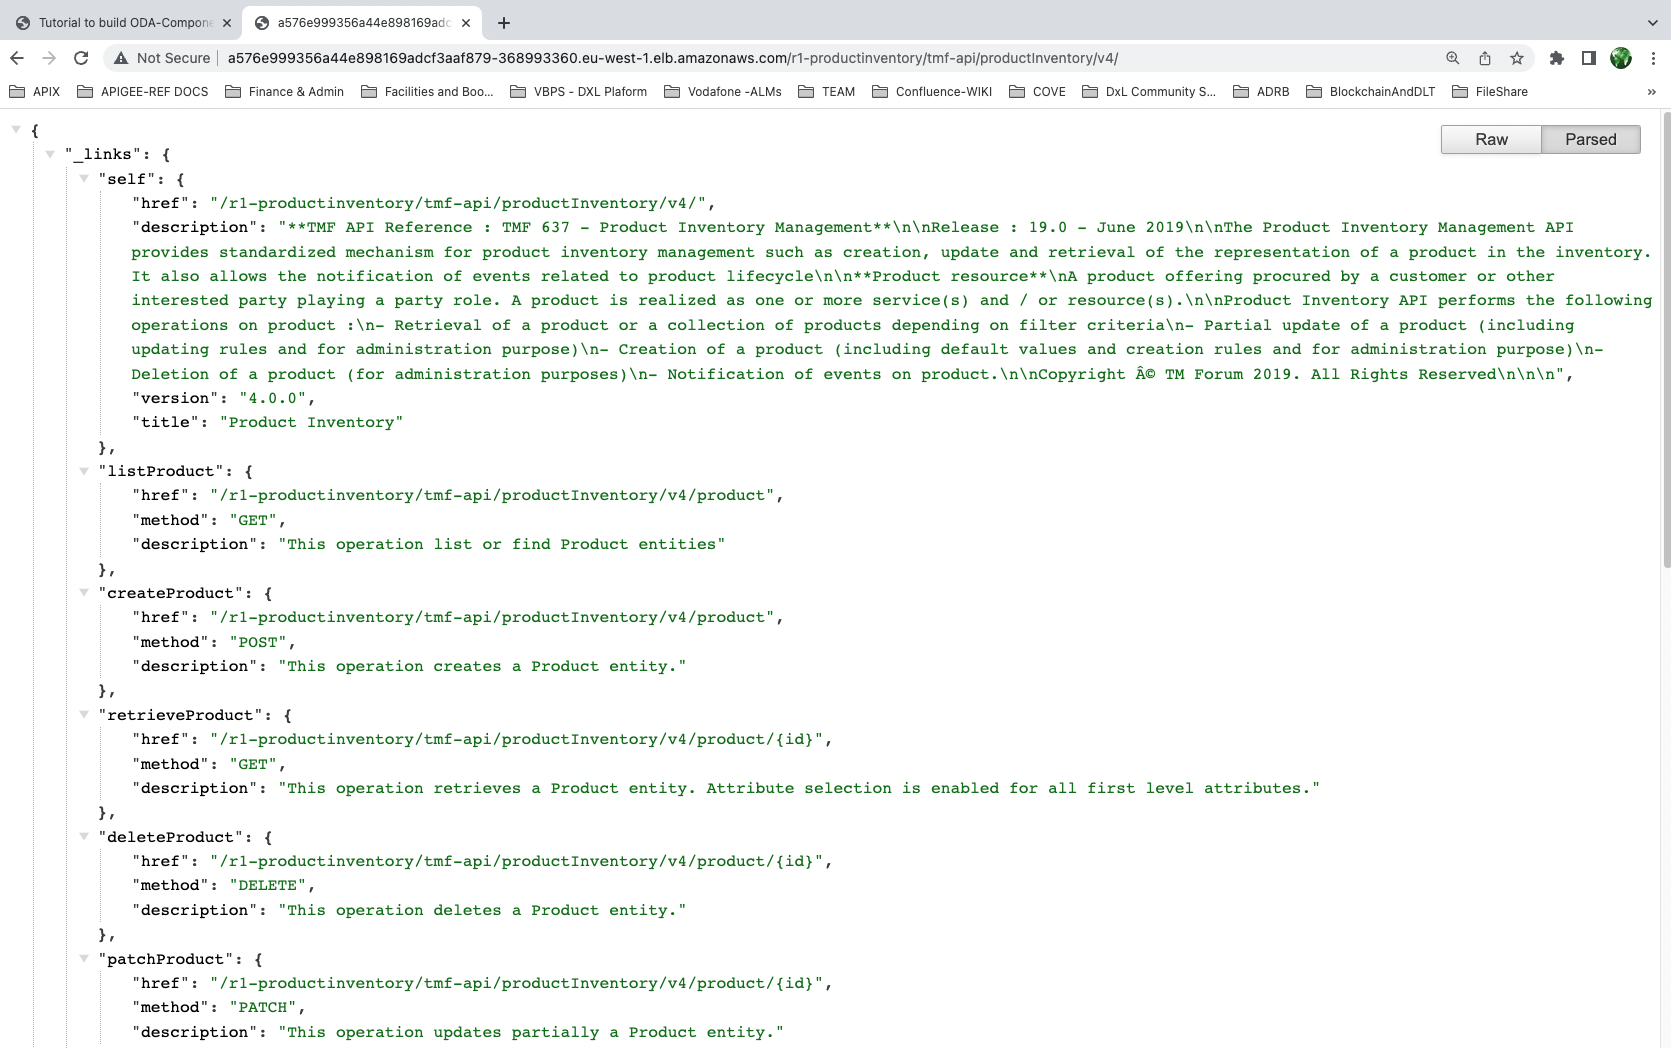 Tutorial to build ODA-Compone
a576e999356a44e898169adc
Not Secure
a576e999356a44e898169adcf3aaf879-368993360.eu-west-1.elb.amazonaws.com/r1-productinventory/tmf-api/productInventory/v4/
APIX APIGEE-REF DOCS Finance & Admin Facilities and Boo... VBPS - DXL Plaform Vodafone -ALMs TEAM Confluence-WIKI COVE DxL Community S... ADRB BlockchainAndDLT FileShare »
Raw Parsed
{
"_links": {
"self": {
"href": "/r1-productinventory/tmf-api/productInventory/v4/",
"description": "**TMF API Reference : TMF 637 - Product Inventory Management**\n\nRelease : 19.0 - June 2019\n\nThe Product Inventory Management API
provides standardized mechanism for product inventory management such as creation, update and retrieval of the representation of a product in the inventory.
It also allows the notification of events related to product lifecycle\n\n**Product resource**\nA product offering procured by a customer or other
interested party playing a party role. A product is realized as one or more service(s) and / or resource(s).\n\nProduct Inventory API performs the following
operations on product :\n- Retrieval of a product or a collection of products depending on filter criteria\n- Partial update of a product (including
updating rules and for administration purpose)\n- Creation of a product (including default values and creation rules and for administration purpose)\n-
Deletion of a product (for administration purposes)\n- Notification of events on product.\n\nCopyright Â© TM Forum 2019. All Rights Reserved\n\n\n",
"version": "4.0.0",
"title": "Product Inventory"
},
"listProduct": {
"href": "/r1-productinventory/tmf-api/productInventory/v4/product",
"method": "GET",
"description": "This operation list or find Product entities"
},
"createProduct": {
"href": "/r1-productinventory/tmf-api/productInventory/v4/product",
"method": "POST",
"description": "This operation creates a Product entity."
},
"retrieveProduct": {
"href": "/r1-productinventory/tmf-api/productInventory/v4/product/{id}",
"method": "GET",
"description": "This operation retrieves a Product entity. Attribute selection is enabled for all first level attributes."
},
"deleteProduct": {
"href": "/r1-productinventory/tmf-api/productInventory/v4/product/{id}",
"method": "DELETE",
"description": "This operation deletes a Product entity."
},
"patchProduct": {
"href": "/r1-productinventory/tmf-api/productInventory/v4/product/{id}",
"method": "PATCH",
"description": "This operation updates partially a Product entity."